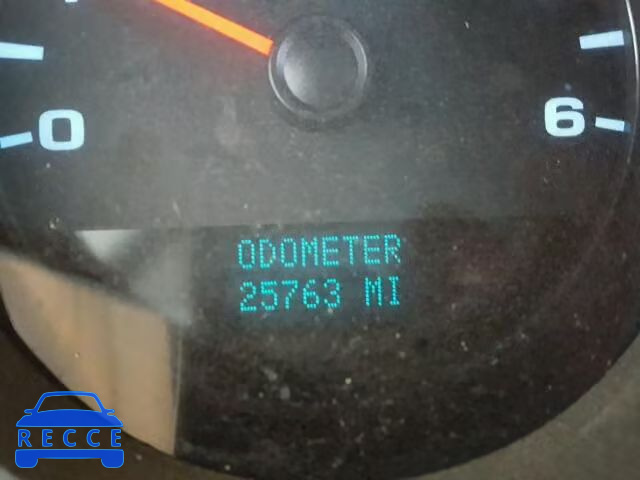 0
6
ODOMETER
25763 MI
RECCE